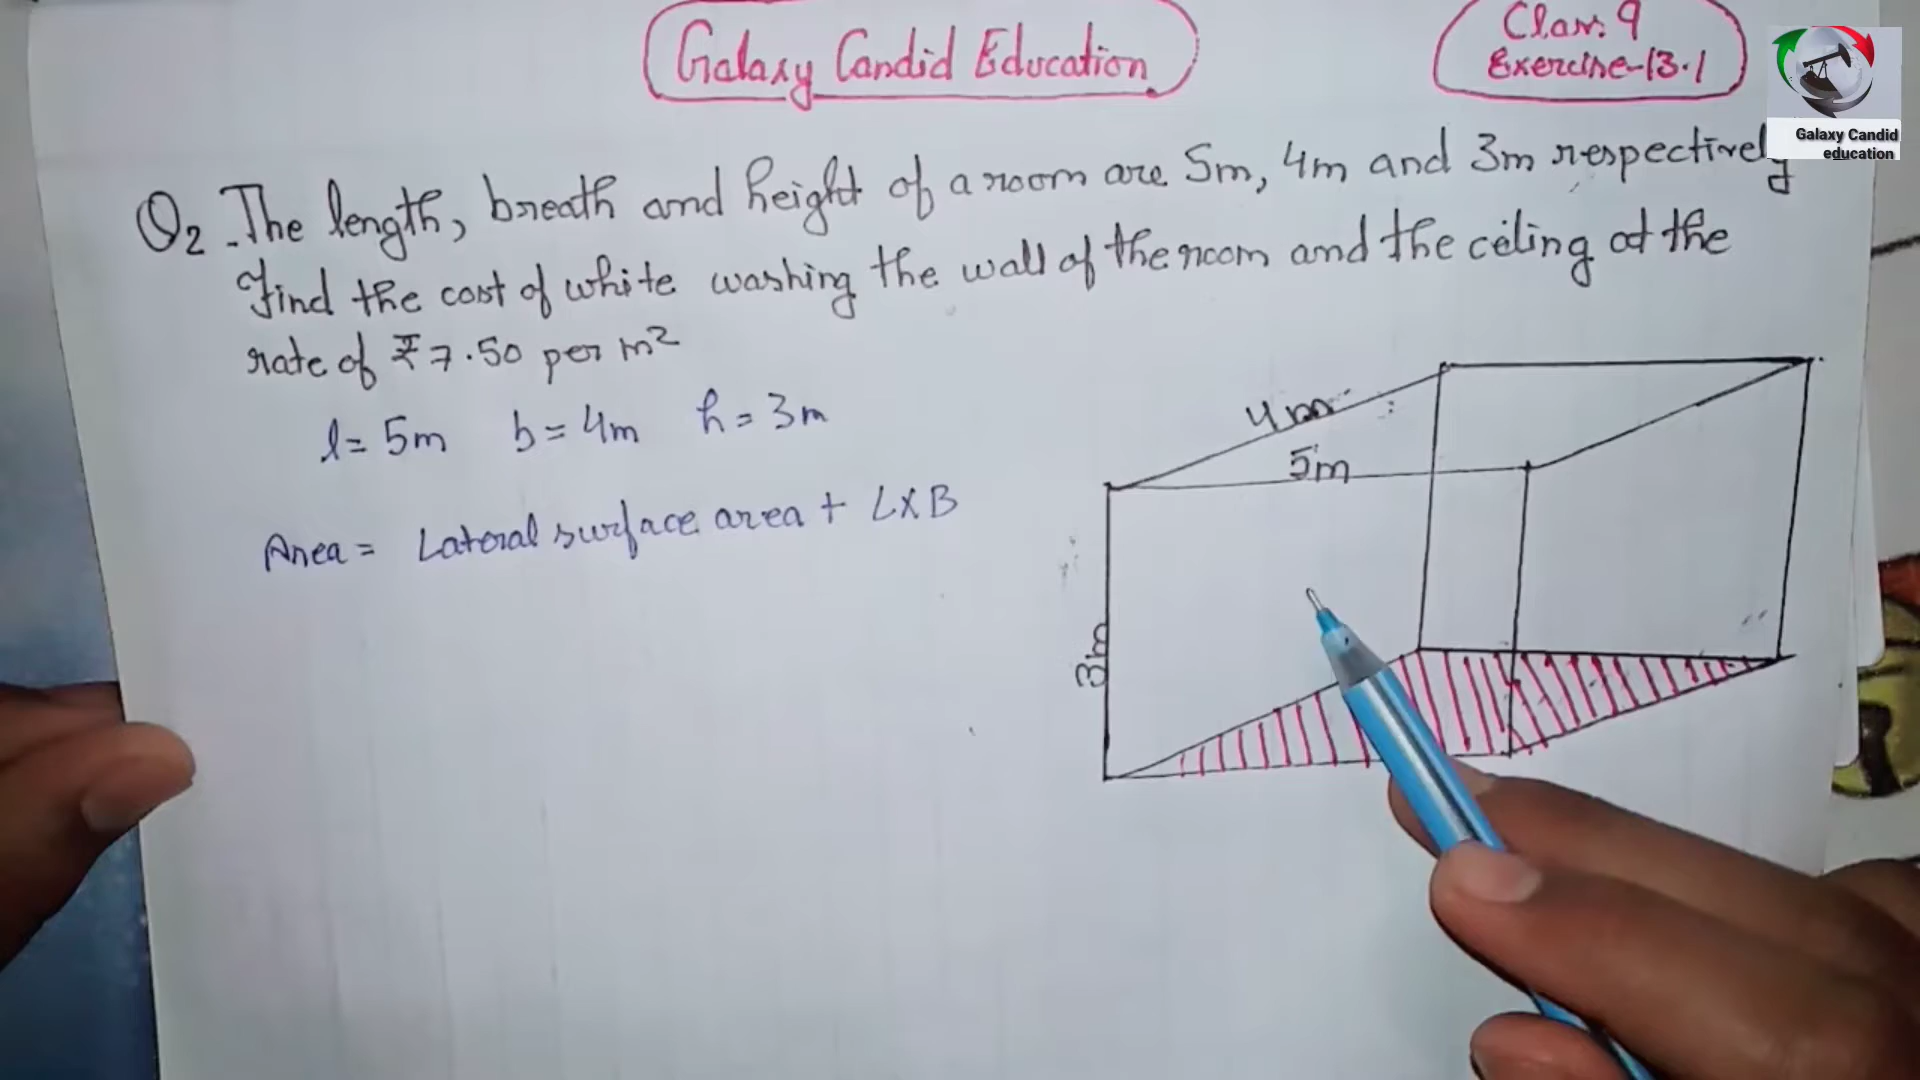 Galaxy Candid Education
Class: 9
Exercise-13.1
Galaxy Candid
education
Q2. The length, breath and height of a room are 5m, 4m and 3m respectively
Find the cost of white washing the wall of the room and the celing at the
rate of ₹7.50 per m²
l = 5m b = 4m h = 3m
Area = Lateral surface area + L×B
4m
5m
3m